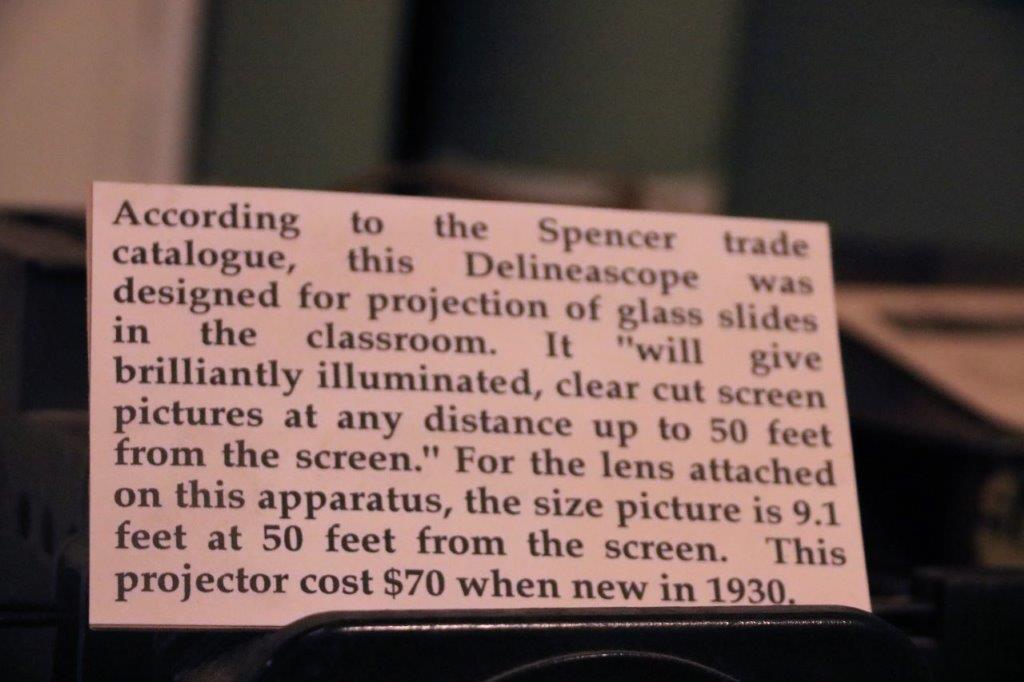 According to the Spencer trade
catalogue, this Delineascope was
designed for projection of glass slides
in the classroom. It "will give
brilliantly illuminated, clear cut screen
pictures at any distance up to 50 feet
from the screen." For the lens attached
on this apparatus, the size picture is 9.1
feet at 50 feet from the screen. This
projector cost $70 when new in 1930.